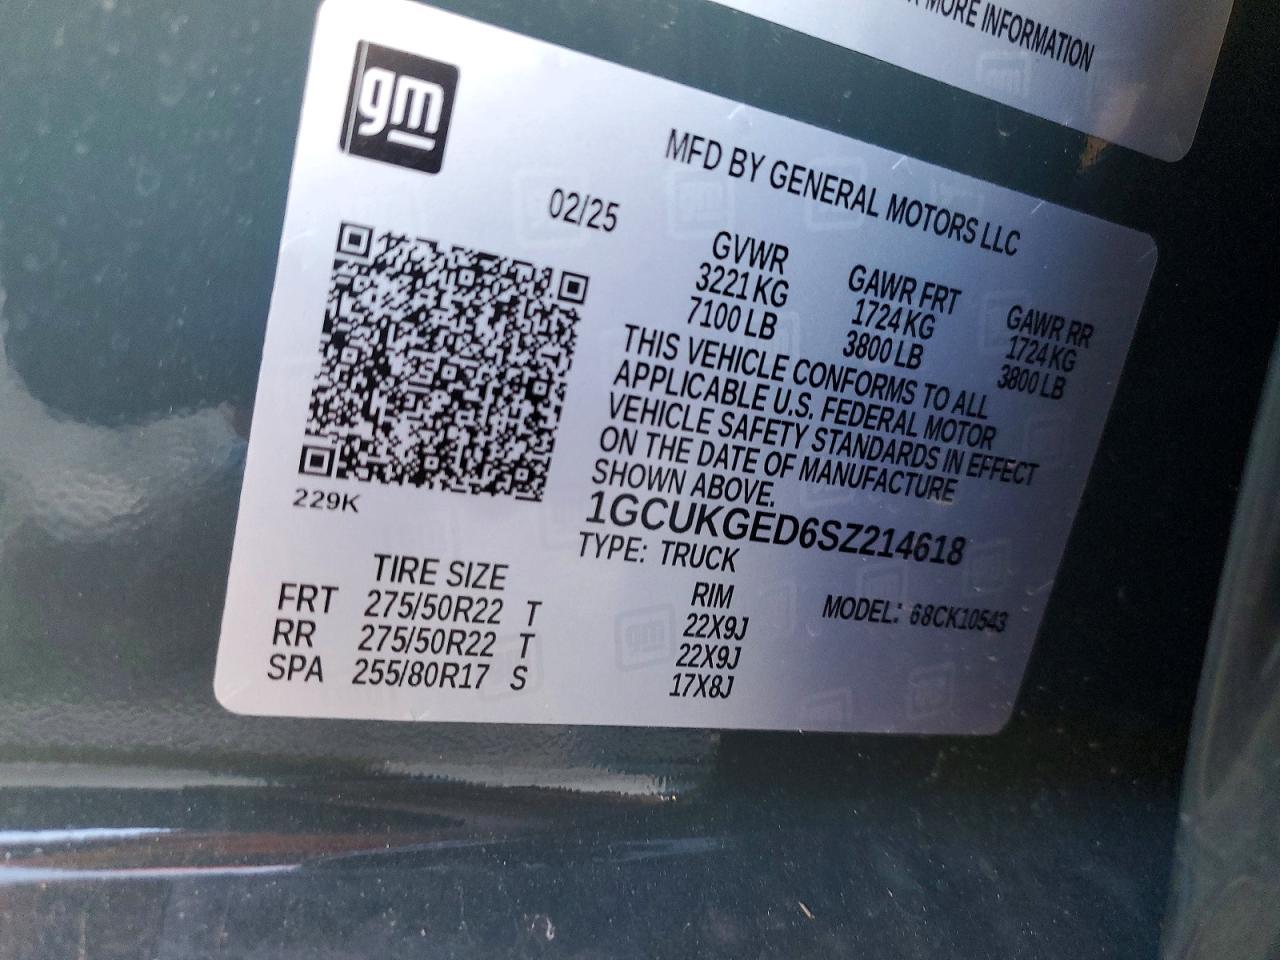 MORE INFORMATION
gm
MFD BY GENERAL MOTORS LLC
02/25
GVWR GAWR FRT GAWR RR
3221 KG 1724 KG 1724 KG
7100 LB 3800 LB 3800 LB
THIS VEHICLE CONFORMS TO ALL
APPLICABLE U.S. FEDERAL MOTOR
VEHICLE SAFETY STANDARDS IN EFFECT
ON THE DATE OF MANUFACTURE
SHOWN ABOVE.
229K
1GCUKGED6SZ214618
TYPE: TRUCK
MODEL: 68CK10543
TIRE SIZE RIM
FRT 275/50R22 T 22X9J
RR 275/50R22 T 22X9J
SPA 255/80R17 S 17X8J